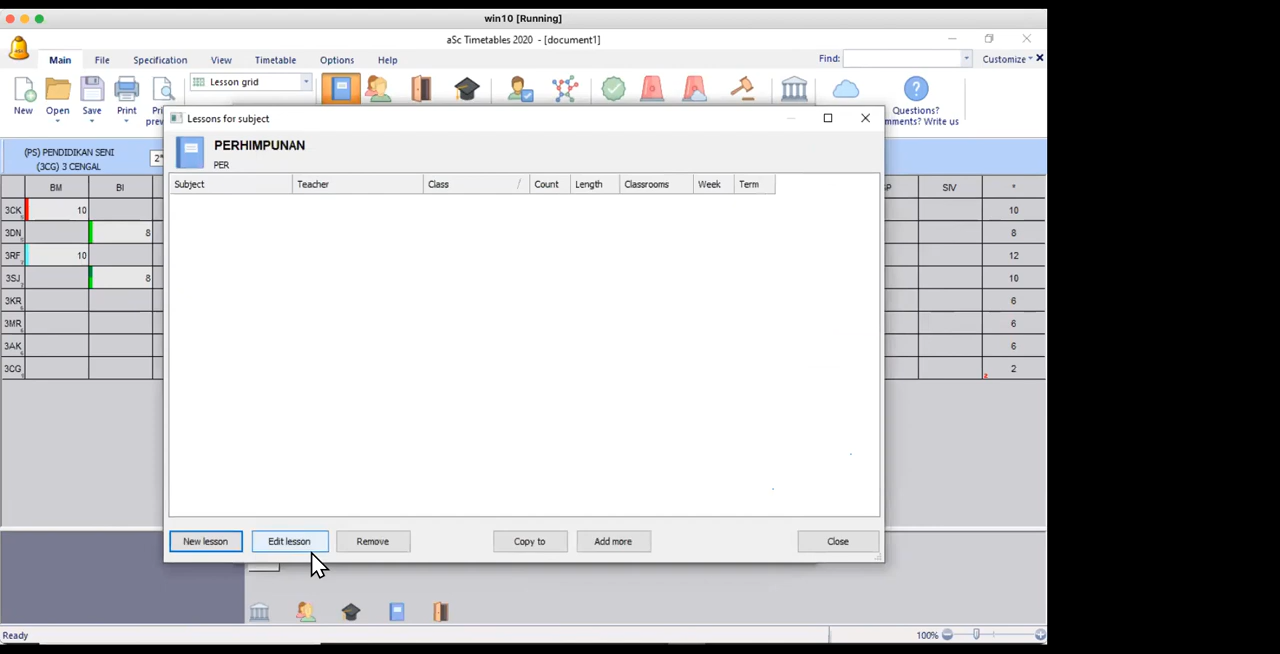 win10 [Running]
aSc Timetables 2020 - [document1]
Main File Specification View Timetable Options Help
Find:
Customize
New Open Save Print
Lesson grid
Questions?
Write us
Lessons for subject
PERHIMPUNAN
PER
(PS) PENDIDIKAN SENI
(3CG) 3 CENGAL
Subject Teacher Class Count Length Classrooms Week Term
BM BI SIV *
3CK 10 10
3DN 8 8
3RF 10 12
3SJ 8 10
3KR 6
3MR 6
3AK 6
3CG 2 2
New lesson Edit lesson Remove Copy to Add more Close
Ready
100%